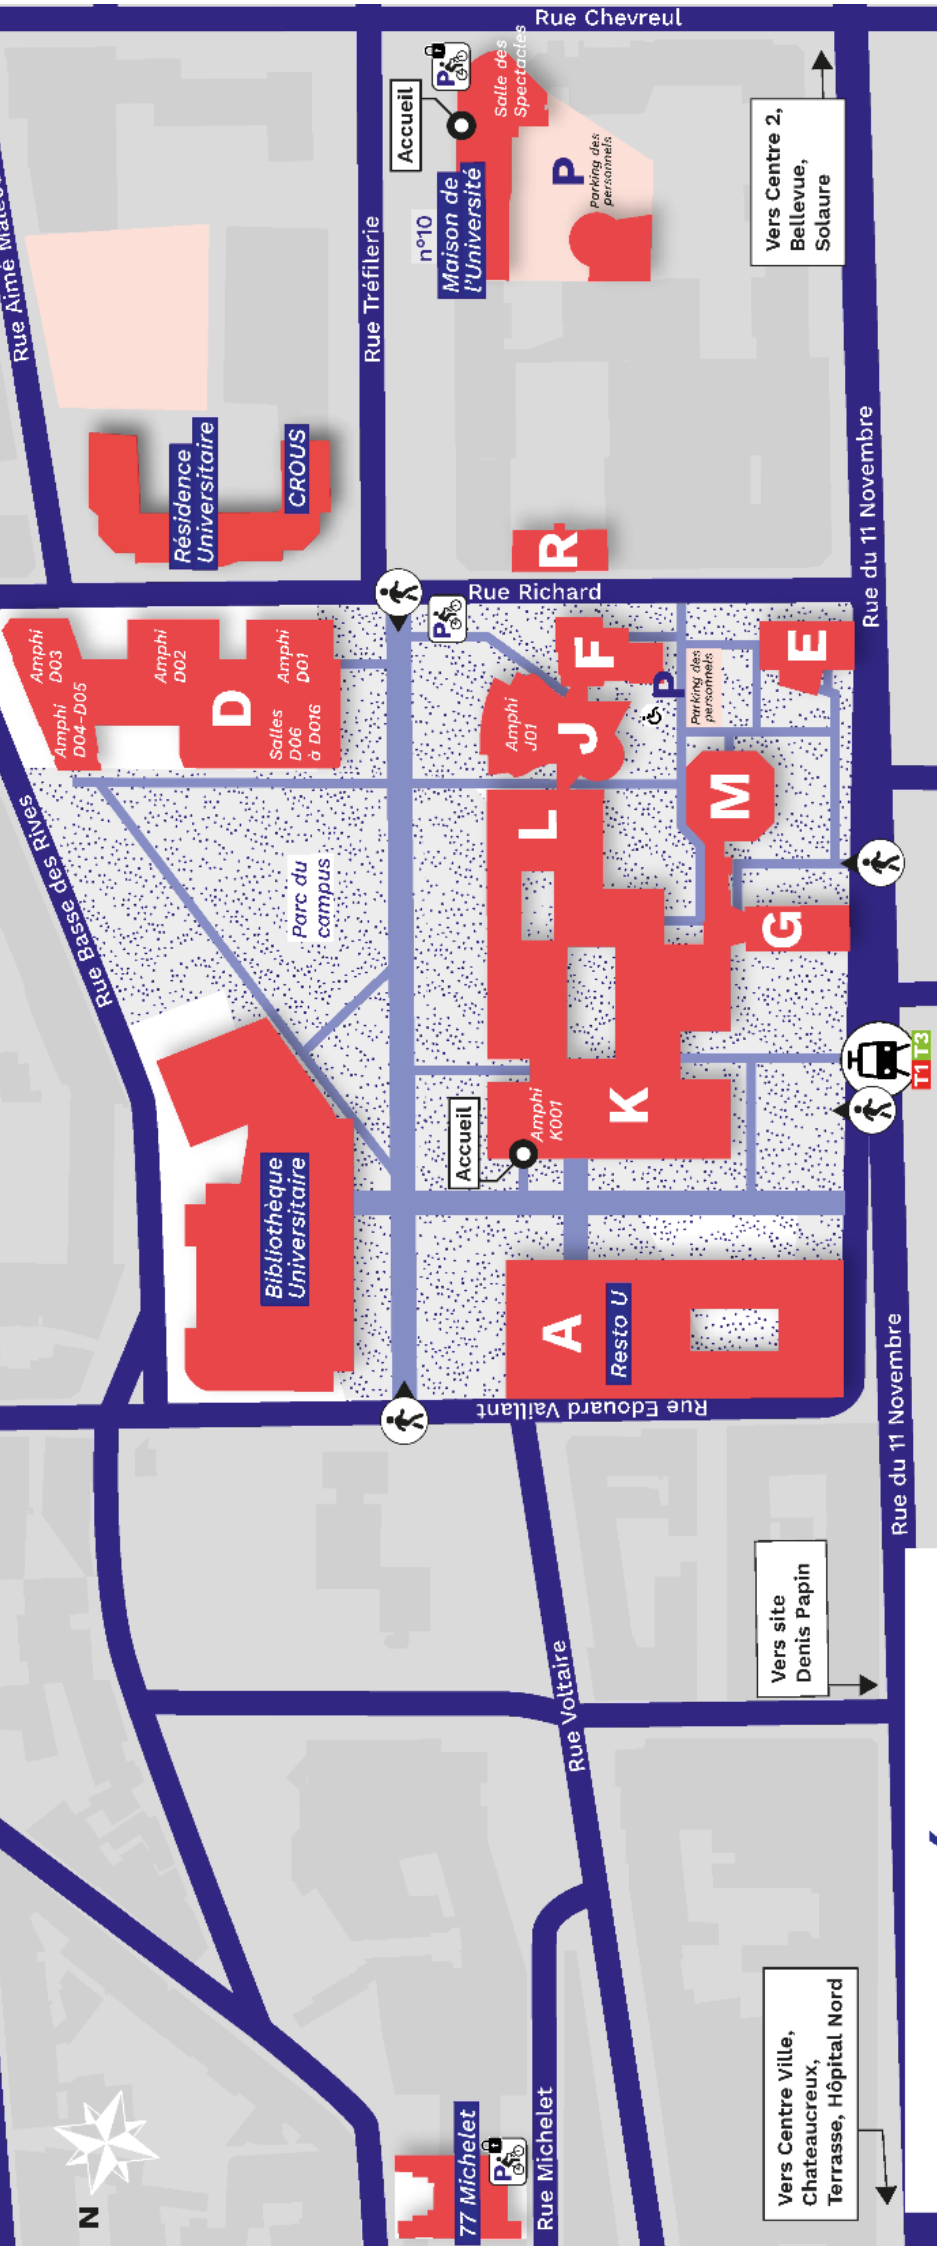 Rue Chevreul
Rue Aimé
Rue Tréfilerie
Accueil
P
Salle des
Spectacles
n°10
Maison de
l'Université
P
Parking des
personnels
Vers Centre 2,
Bellevue,
Solaure
Résidence
Universitaire
CROUS
R
Rue du 11 Novembre
Rue Richard
P
Amphi
D03
Amphi
D04-D05
Amphi
D02
D
Amphi
D01
Salles
D06
à D016
Amphi
J01
J
F
P
Parking des
personnels
E
Rue Basse des Rives
Parc du
campus
L
M
G
T1 T3
Accueil
Amphi
K001
K
Bibliothèque
Universitaire
A
Resto U
Rue Edouard Vaillant
Rue du 11 Novembre
Rue Voltaire
Vers site
Denis Papin
Vers Centre Ville,
Chateaucreux,
Terrasse, Hôpital Nord
Rue Michelet
77 Michelet
P
N